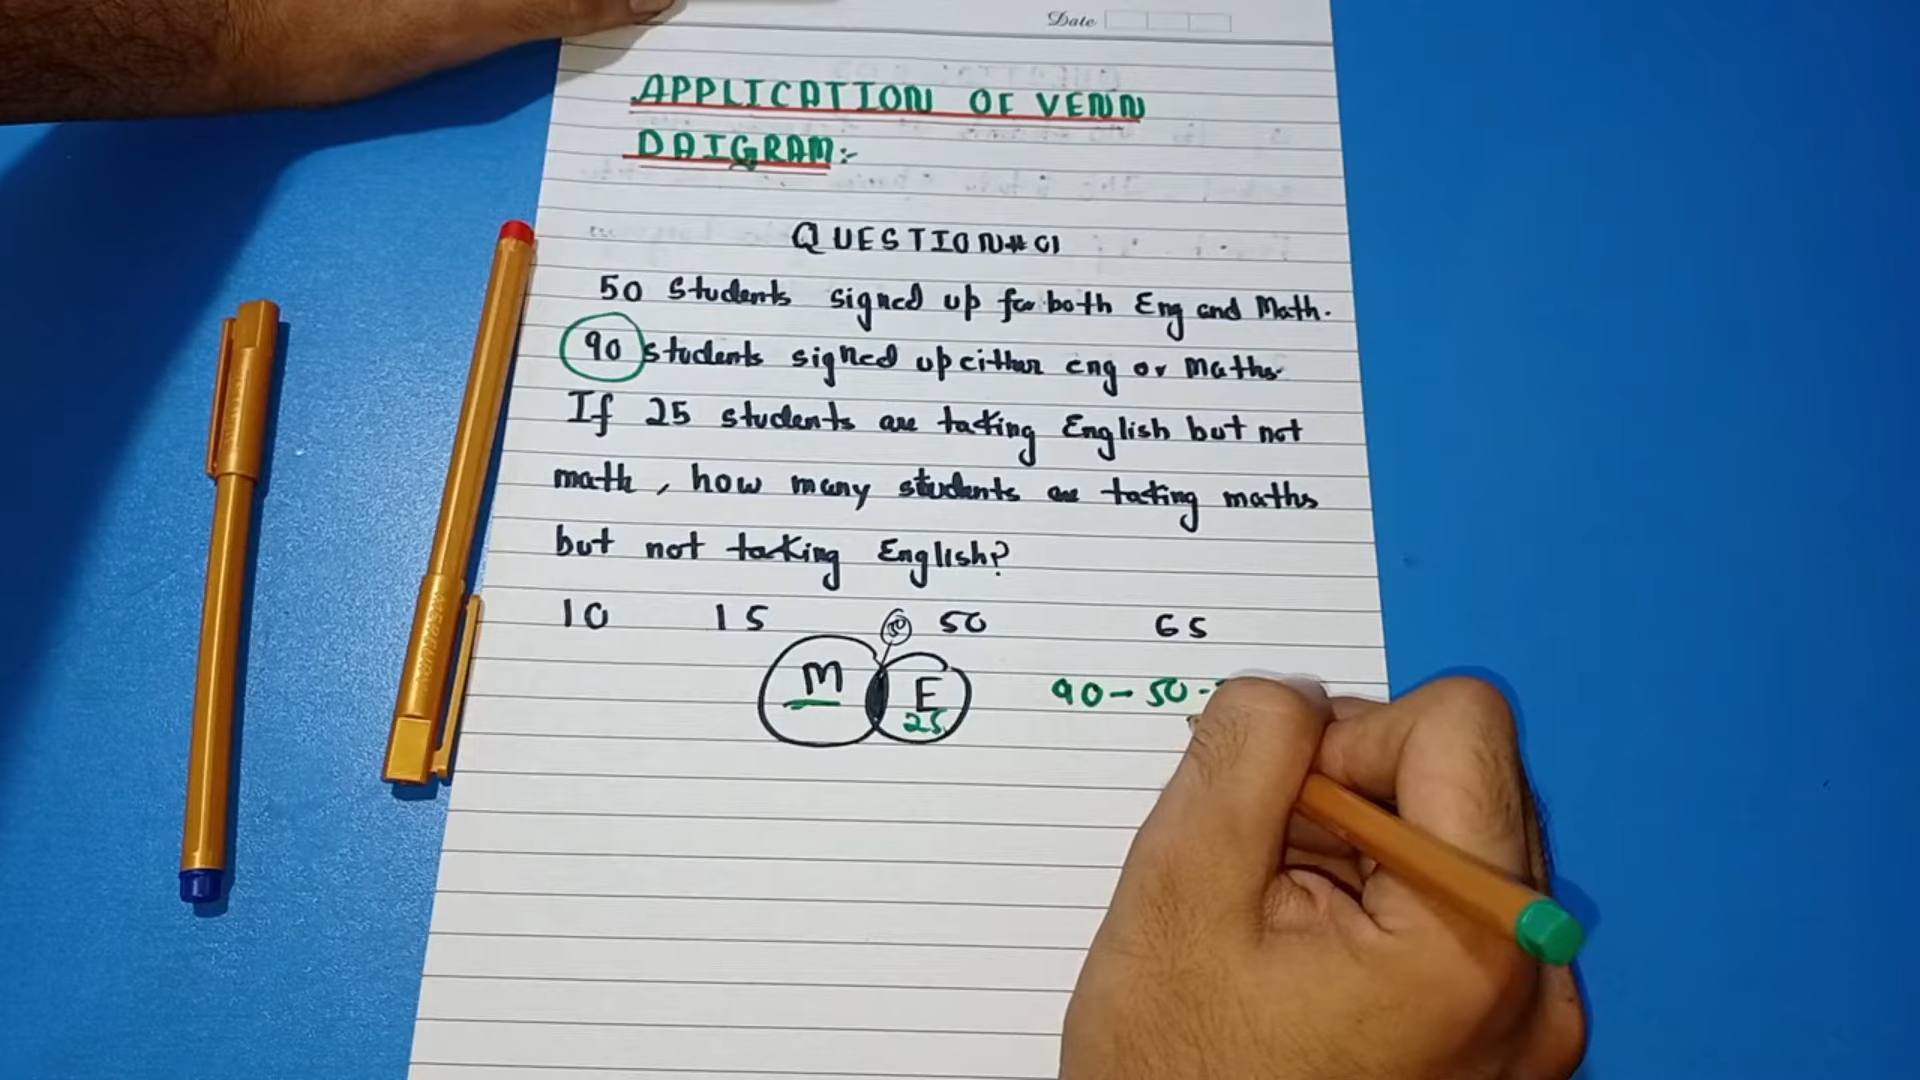 Date
APPLICATION OF VENN
DAIGRAM:-
QUESTION#01
50 Students signed up for both Eng and Math.
90 students signed up either eng or Maths.
If 25 students are taking English but not
math, how many students are taking maths
but not taking English?
10 15 50 65
50
M E 90-50-
25